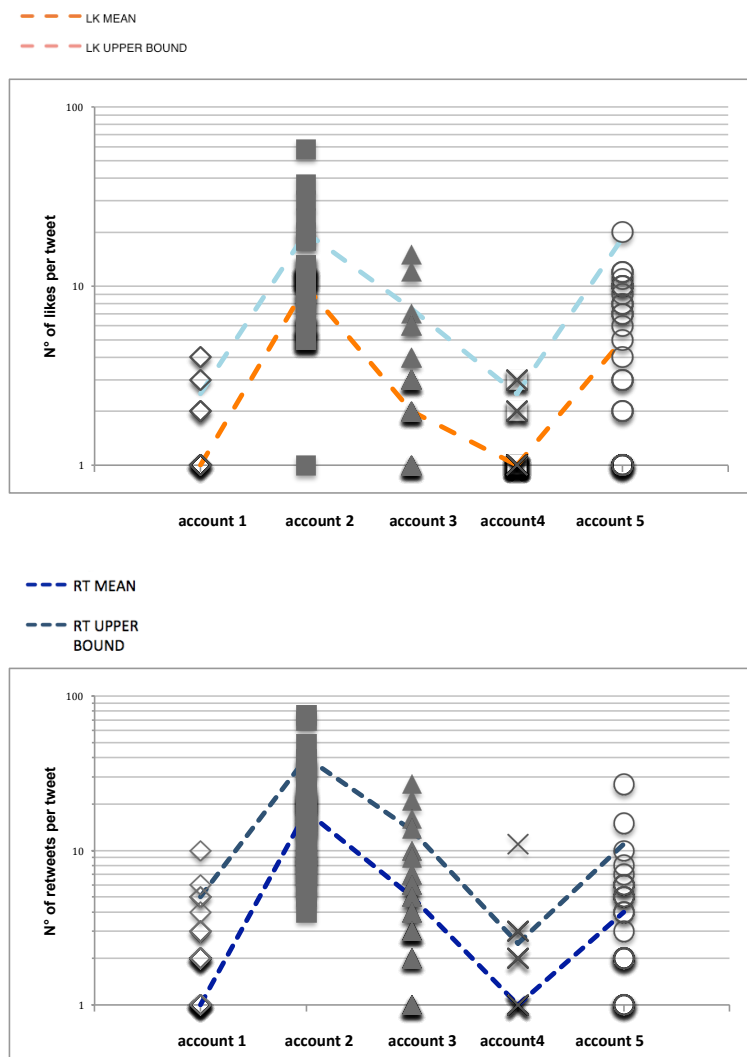 LK MEAN
LK UPPER BOUND
100
10
1
N° of likes per tweet
account 1 account 2 account 3 account4 account 5
RT MEAN
RT UPPER
BOUND
100
10
1
N° of retweets per tweet
account 1 account 2 account 3 account4 account 5